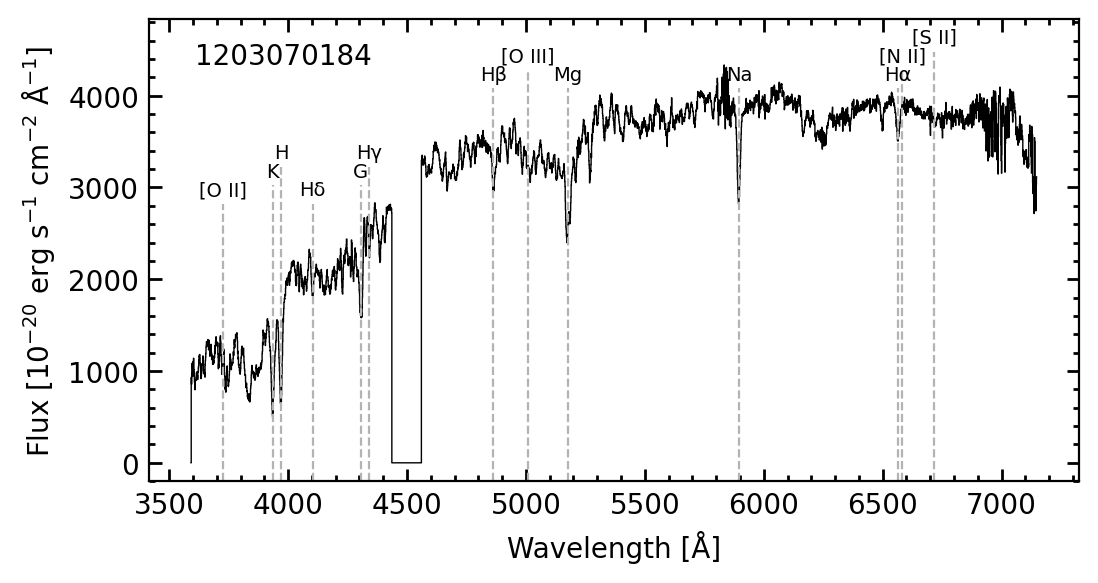 1203070184
[S II]
[O III]
[N II]
Hβ
Mg
Na
Hα
H
Hγ
K
G
[O II]
Hδ
4000
3000
2000
1000
0
Flux [10⁻²⁰ erg s⁻¹ cm⁻² Å⁻¹]
3500 4000 4500 5000 5500 6000 6500 7000
Wavelength [Å]